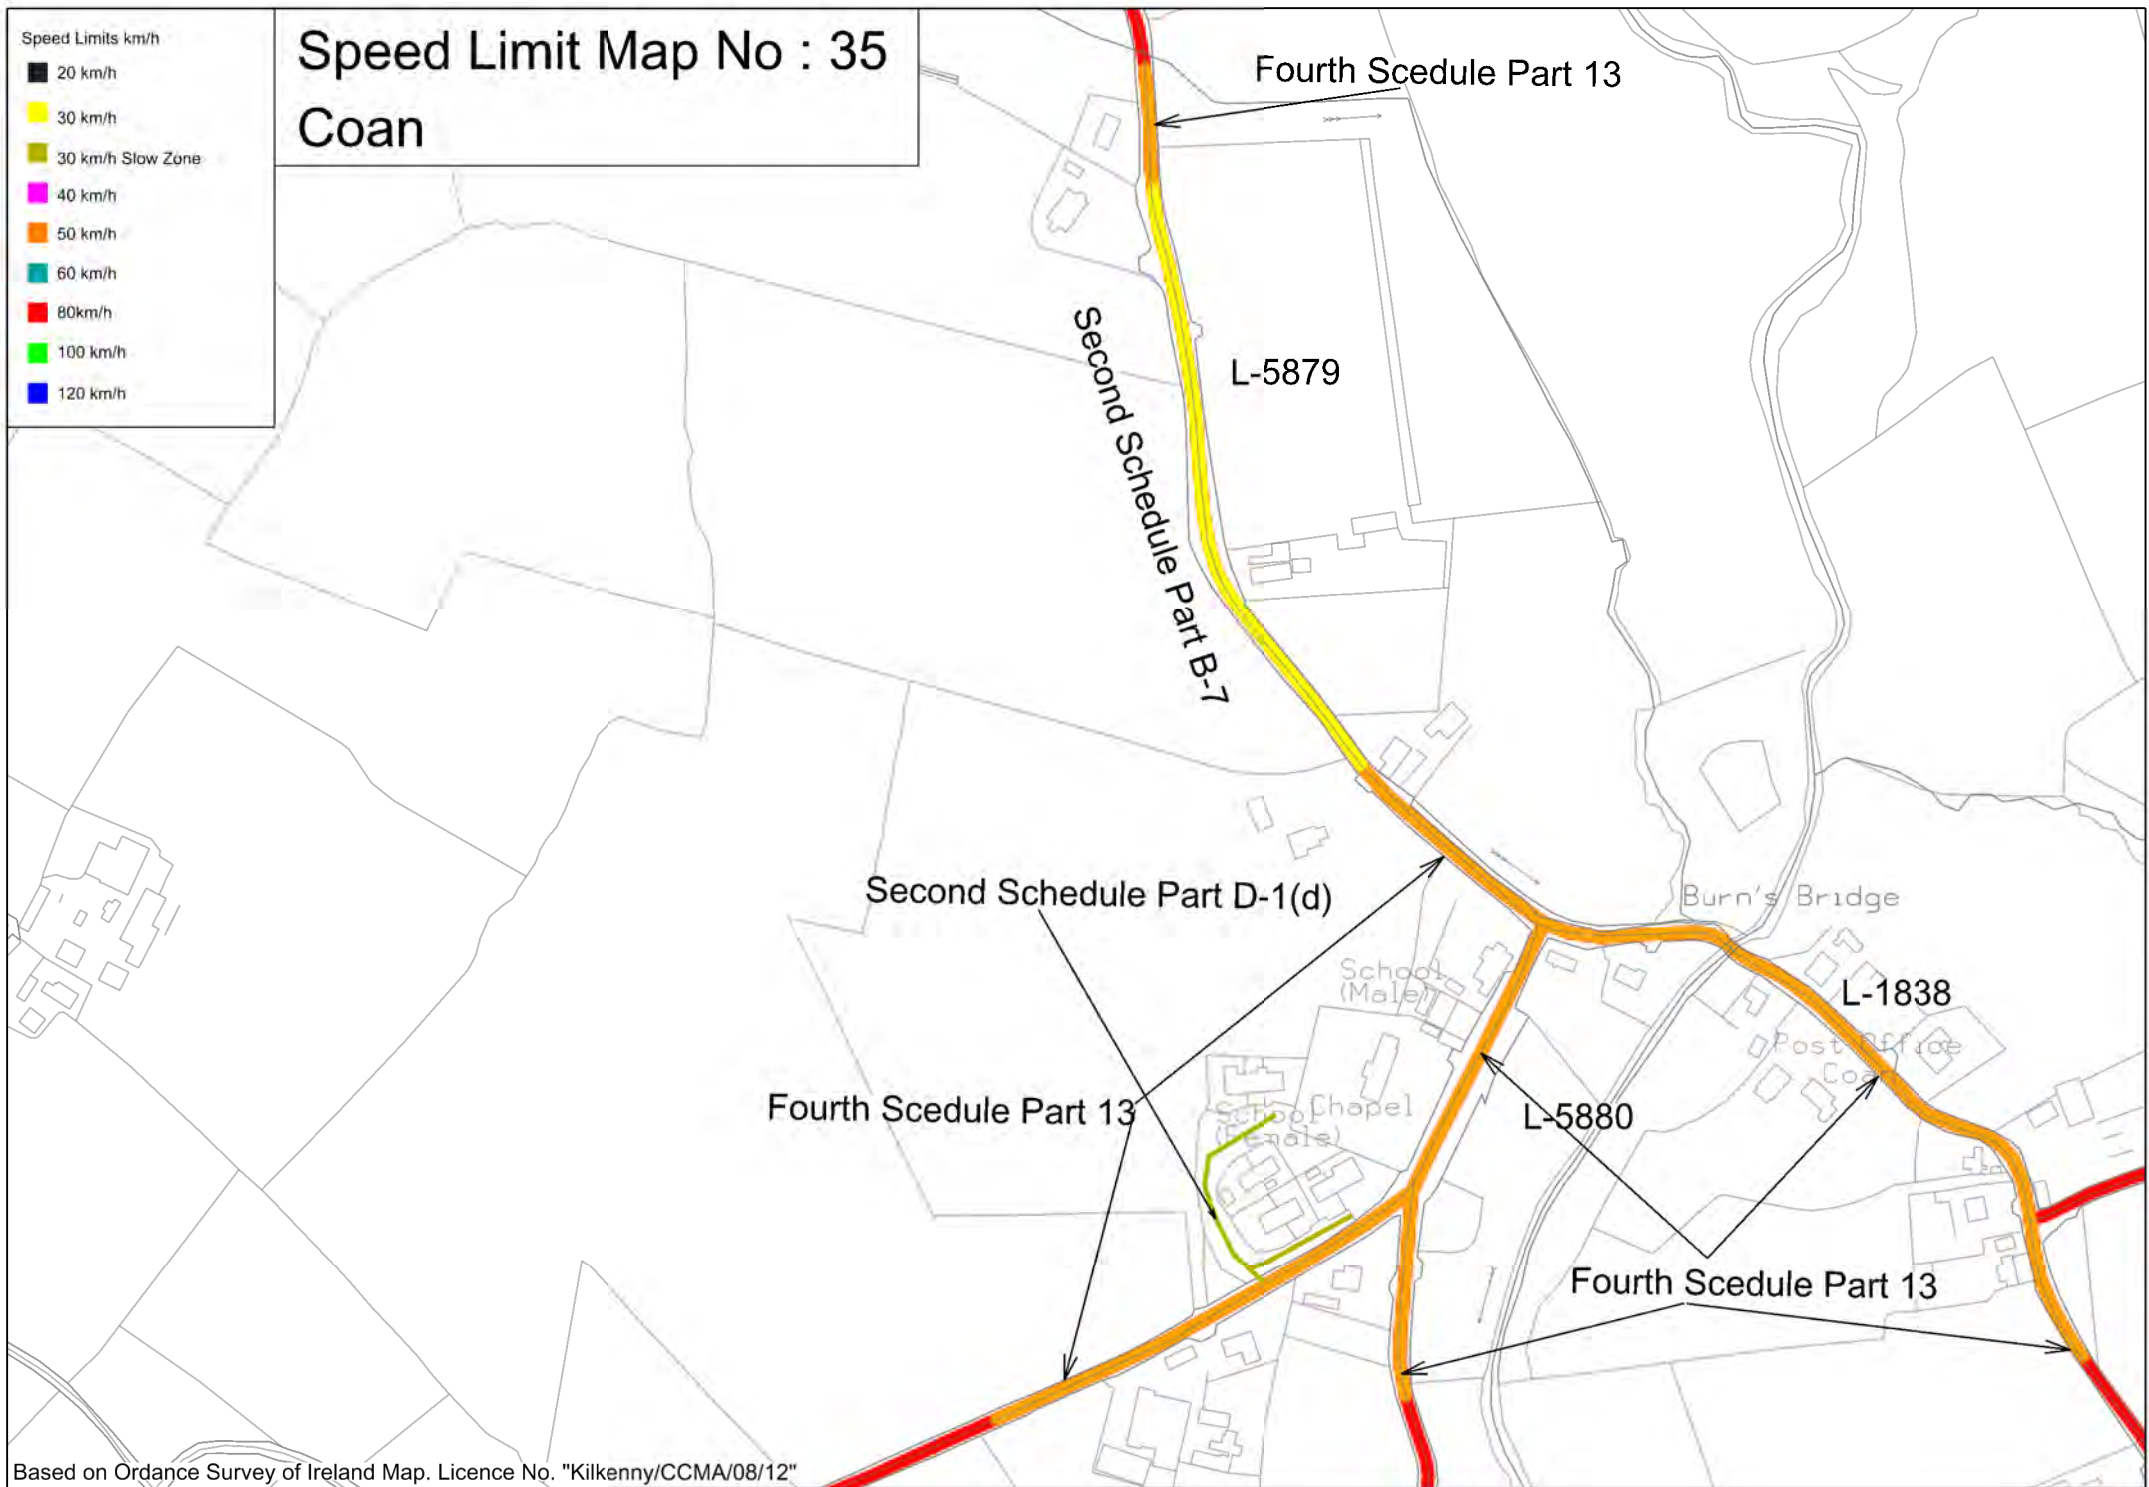 Speed Limits km/h
20 km/h
30 km/h
30 km/h Slow Zone
40 km/h
50 km/h
60 km/h
80km/h
100 km/h
120 km/h
Speed Limit Map No : 35
Coan
Fourth Scedule Part 13
L-5879
Second Schedule Part B-7
Second Schedule Part D-1(d)
Burn's Bridge
School
(Male)
L-1838
Post Office
Coan
Fourth Scedule Part 13
School
(Female)
Chapel
L-5880
Fourth Scedule Part 13
Based on Ordance Survey of Ireland Map. Licence No. "Kilkenny/CCMA/08/12"